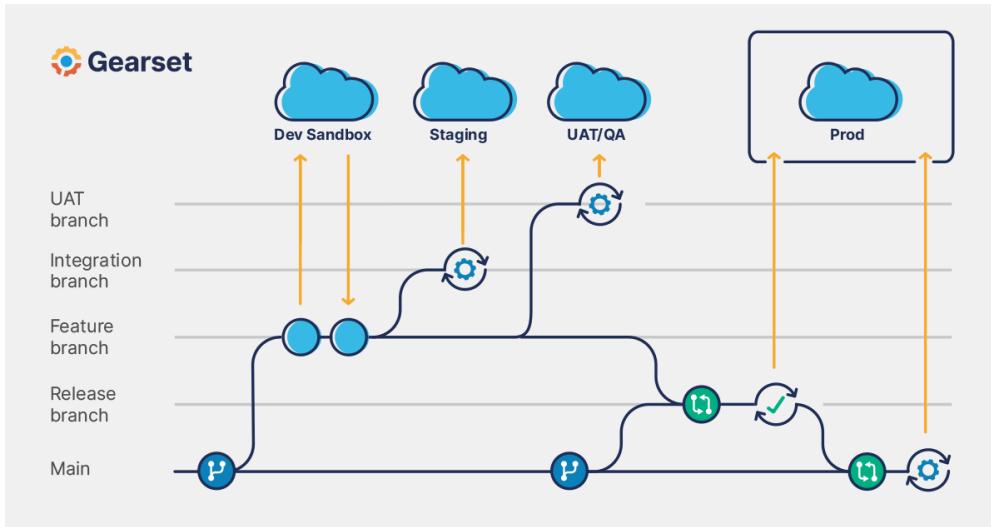 Gearset
Dev Sandbox
Staging
UAT/QA
Prod
UAT
branch
Integration
branch
Feature
branch
Release
branch
Main